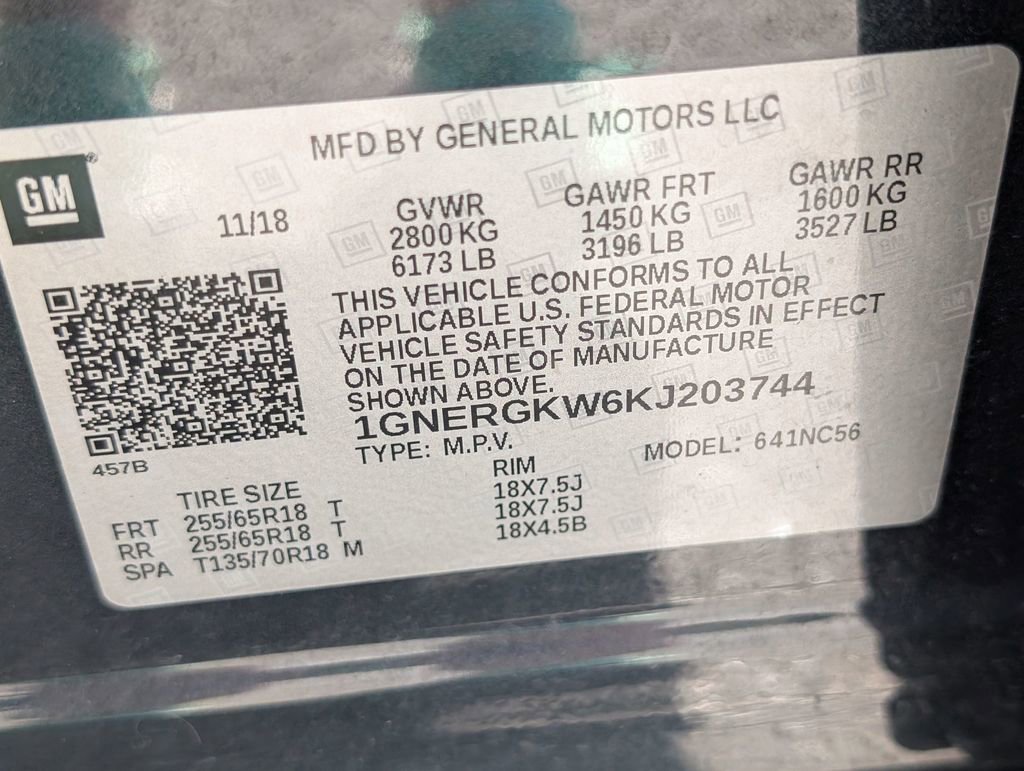 MFD BY GENERAL MOTORS LLC
GM
®
11/18
GVWR
2800 KG
6173 LB
GAWR FRT
1450 KG
3196 LB
GAWR RR
1600 KG
3527 LB
THIS VEHICLE CONFORMS TO ALL
APPLICABLE U.S. FEDERAL MOTOR
VEHICLE SAFETY STANDARDS IN EFFECT
ON THE DATE OF MANUFACTURE
SHOWN ABOVE.
1GNERGKW6KJ203744
TYPE: M.P.V.
MODEL: 641NC56
457B
TIRE SIZE
RIM
FRT 255/65R18 T 18X7.5J
RR 255/65R18 T 18X7.5J
SPA T135/70R18 M 18X4.5B